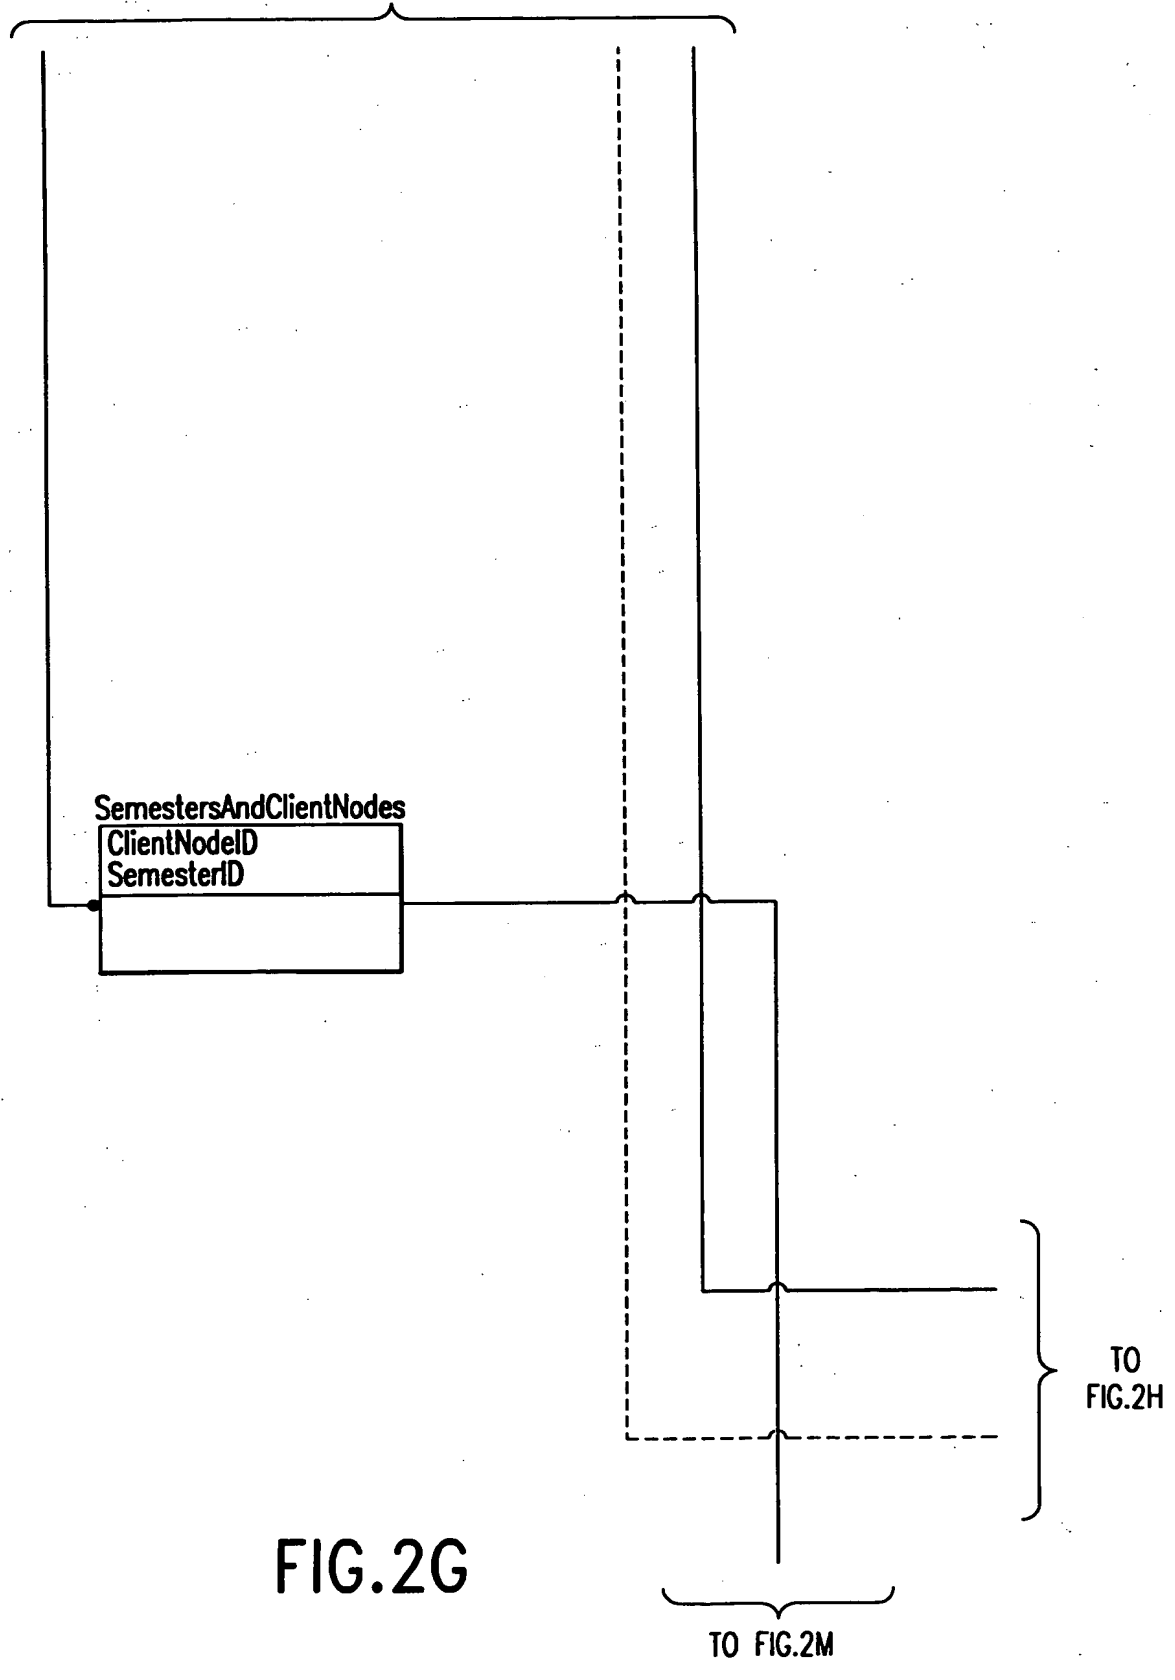 SemestersAndClientNodes
ClientNodeID
SemesterID
TO
FIG.2H
FIG.2G
TO FIG.2M